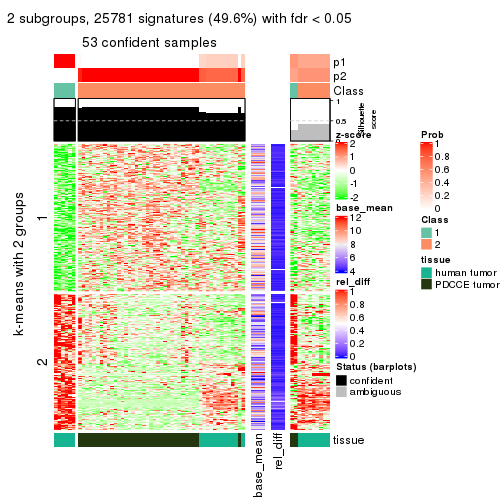 2 subgroups, 25781 signatures (49.6%) with fdr < 0.05
53 confident samples
p1
p2
Class
1
0.5
0
Silhouette
score
k-means with 2 groups
1
2
z-score
2
1
0
-1
-2
base_mean
12
10
8
6
4
rel_diff
1
0.8
0.6
0.4
0.2
0
Status (barplots)
confident
ambiguous
Prob
1
0.8
0.6
0.4
0.2
0
Class
1
2
tissue
human tumor
PDCCE tumor
tissue
base_mean
rel_diff